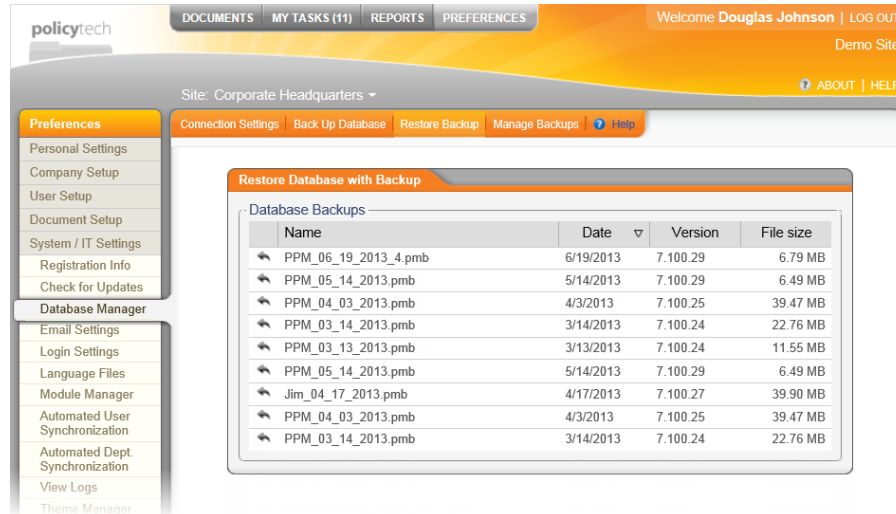 policytech
DOCUMENTS MY TASKS (11) REPORTS PREFERENCES
Welcome Douglas Johnson | LOG OUT
Demo Site
Site: Corporate Headquarters
? ABOUT | HELP
Preferences
Connection Settings Back Up Database Restore Backup Manage Backups ? Help
Personal Settings
Company Setup
User Setup
Document Setup
System / IT Settings
Registration Info
Check for Updates
Database Manager
Email Settings
Login Settings
Language Files
Module Manager
Automated User
Synchronization
Automated Dept.
Synchronization
View Logs
Theme Manager
Restore Database with Backup
Database Backups
Name Date Version File size
PPM_06_19_2013_4.pmb 6/19/2013 7.100.29 6.79 MB
PPM_05_14_2013.pmb 5/14/2013 7.100.29 6.49 MB
PPM_04_03_2013.pmb 4/3/2013 7.100.25 39.47 MB
PPM_03_14_2013.pmb 3/14/2013 7.100.24 22.76 MB
PPM_03_13_2013.pmb 3/13/2013 7.100.24 11.55 MB
PPM_05_14_2013.pmb 5/14/2013 7.100.29 6.49 MB
Jim_04_17_2013.pmb 4/17/2013 7.100.27 39.90 MB
PPM_04_03_2013.pmb 4/3/2013 7.100.25 39.47 MB
PPM_03_14_2013.pmb 3/14/2013 7.100.24 22.76 MB